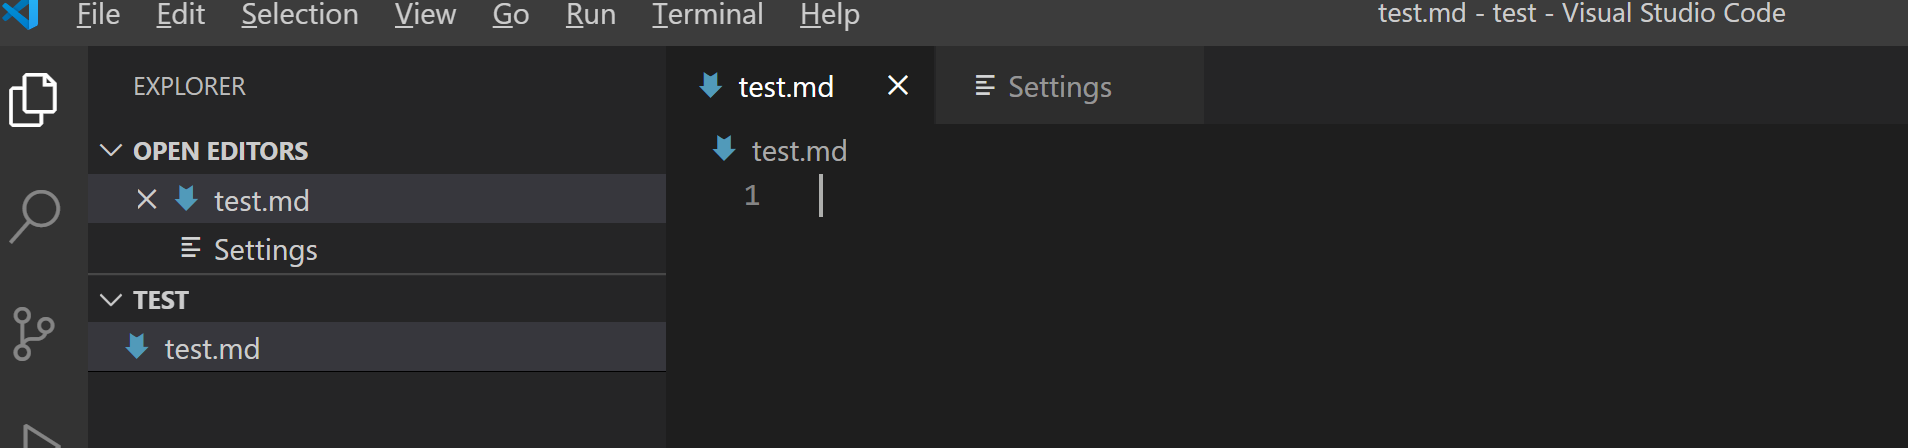 File Edit Selection View Go Run Terminal Help test.md - test - Visual Studio Code
EXPLORER
OPEN EDITORS
test.md
Settings
TEST
test.md
test.md Settings
test.md
1